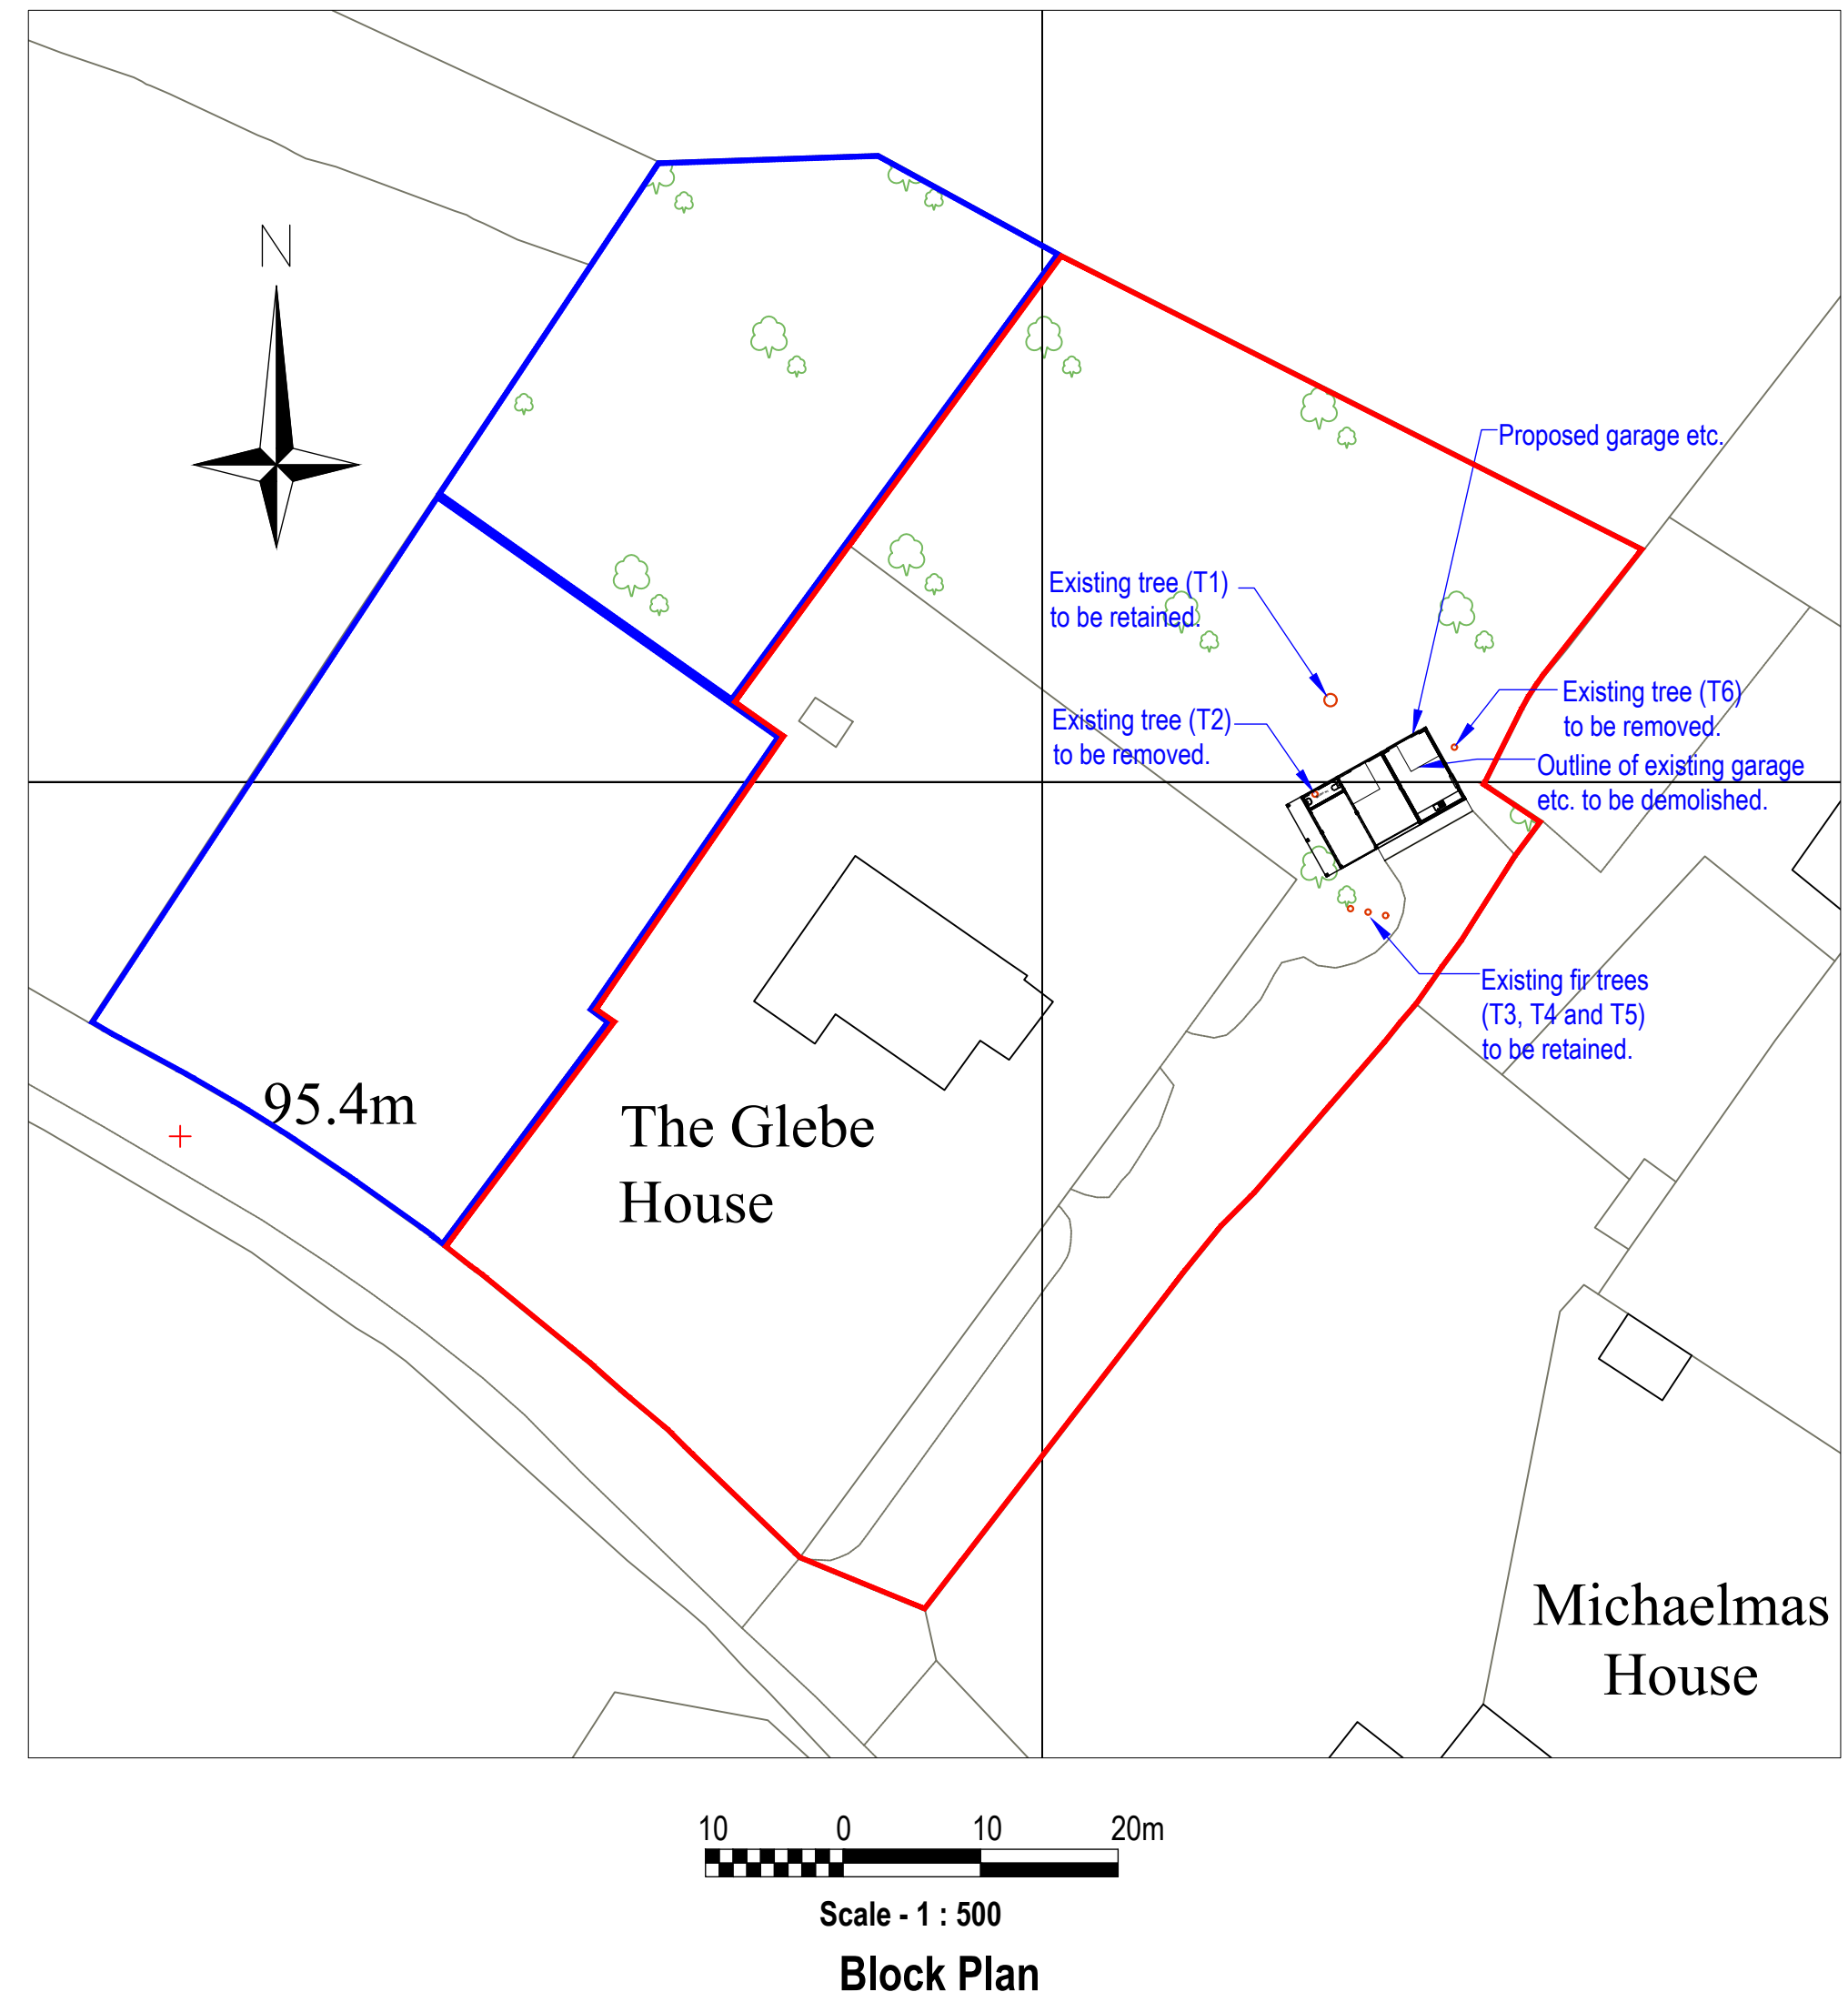 N
Proposed garage etc.
Existing tree (T1)
to be retained.
Existing tree (T6)
to be removed.
Existing tree (T2)
to be removed.
Outline of existing garage
etc. to be demolished.
Existing fir trees
(T3, T4 and T5)
to be retained.
95.4m
The Glebe
House
Michaelmas
House
10 0 10 20m
Scale - 1 : 500
Block Plan